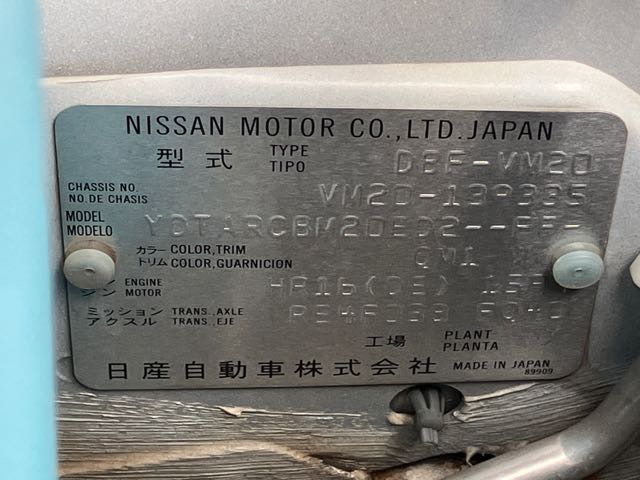 NISSAN MOTOR CO.,LTD.JAPAN
型式 TYPE TIPO DBF-VM20
CHASSIS NO. NO.DE CHASIS VM20-139335
MODEL MODELO
カラー COLOR,TRIM QM1
トリム COLOR,GUARNICION
ENGINE HR16(DE)
ジン MOTOR
ミッション TRANS.,AXLE
アクスル TRANS.,EJE
工場 PLANT PLANTA
日産自動車株式会社 MADE IN JAPAN
89909